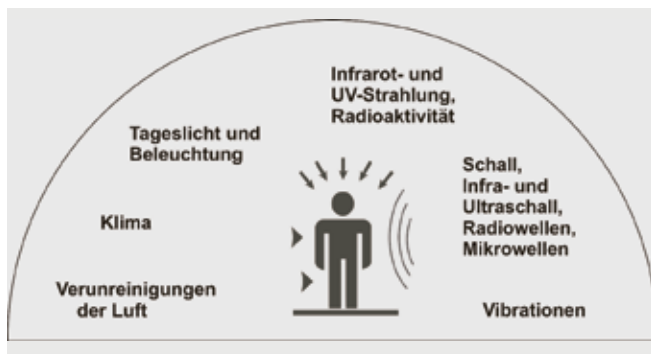 Infrarot- und
UV-Strahlung,
Radioaktivität
Tageslicht und
Beleuchtung
Schall,
Infra- und
Ultraschall,
Radiowellen,
Mikrowellen
Klima
Verunreinigungen
der Luft
Vibrationen